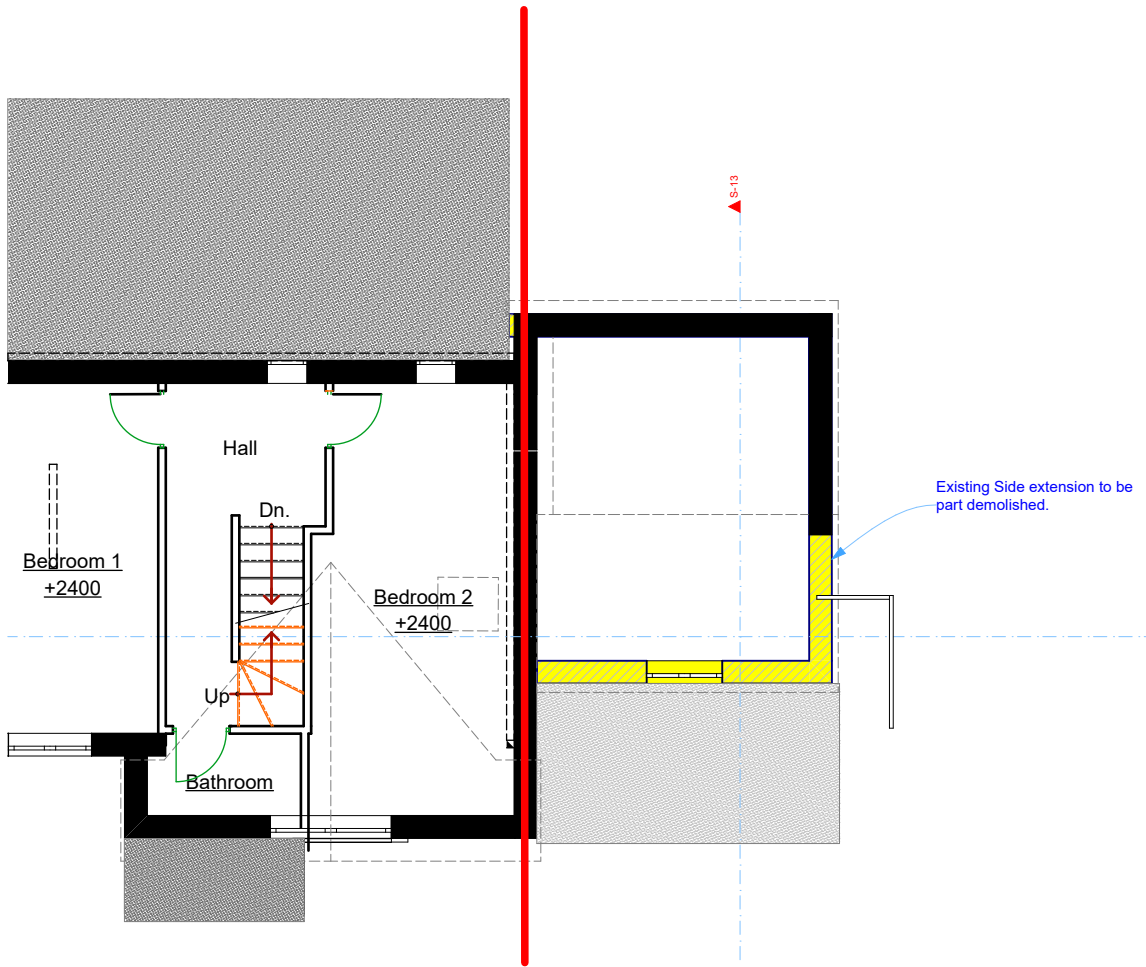 S-13
Hall
Dn.
Existing Side extension to be
part demolished.
Bedroom 1
+2400
Bedroom 2
+2400
Up
Bathroom